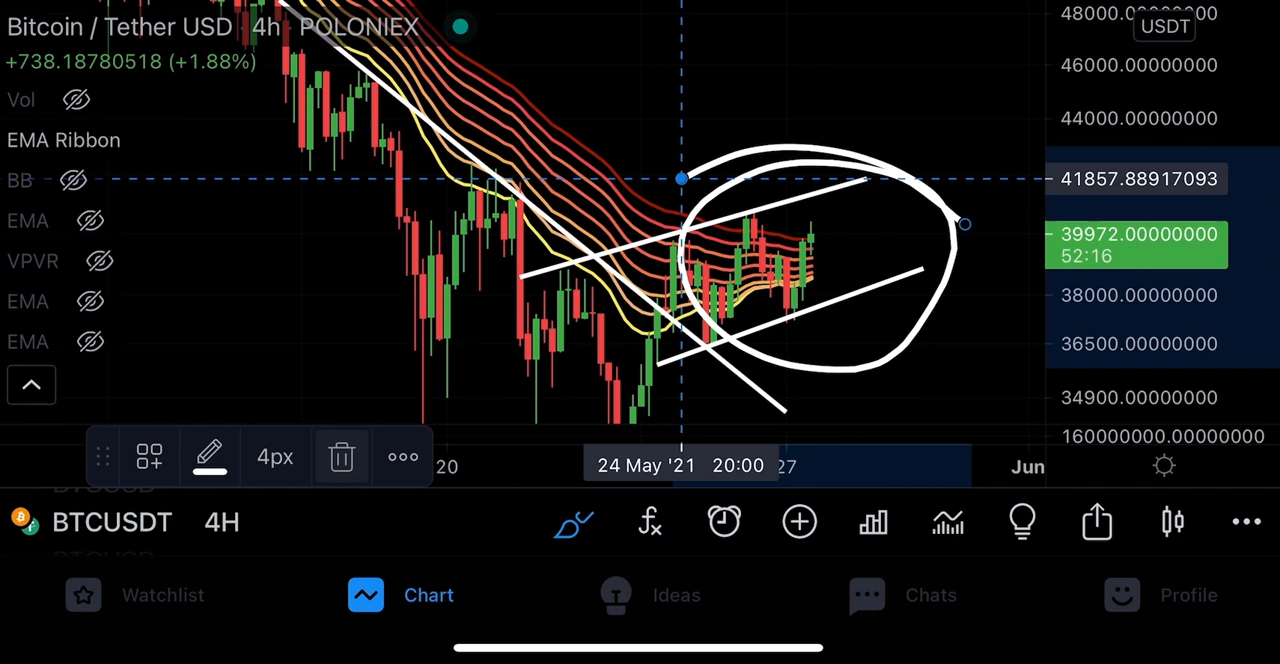 Bitcoin / Tether USD · 4h · POLONIEX
+738.18780518 (+1.88%)
Vol
EMA Ribbon
BB
EMA
VPVR
EMA
EMA
48000.00000000
USDT
46000.00000000
44000.00000000
41857.88917093
39972.00000000
52:16
38000.00000000
36500.00000000
34900.00000000
160000000.00000000
4px
20
24 May '21 20:00
27
Jun
BTCUSDT 4H
Watchlist
Chart
Ideas
Chats
Profile